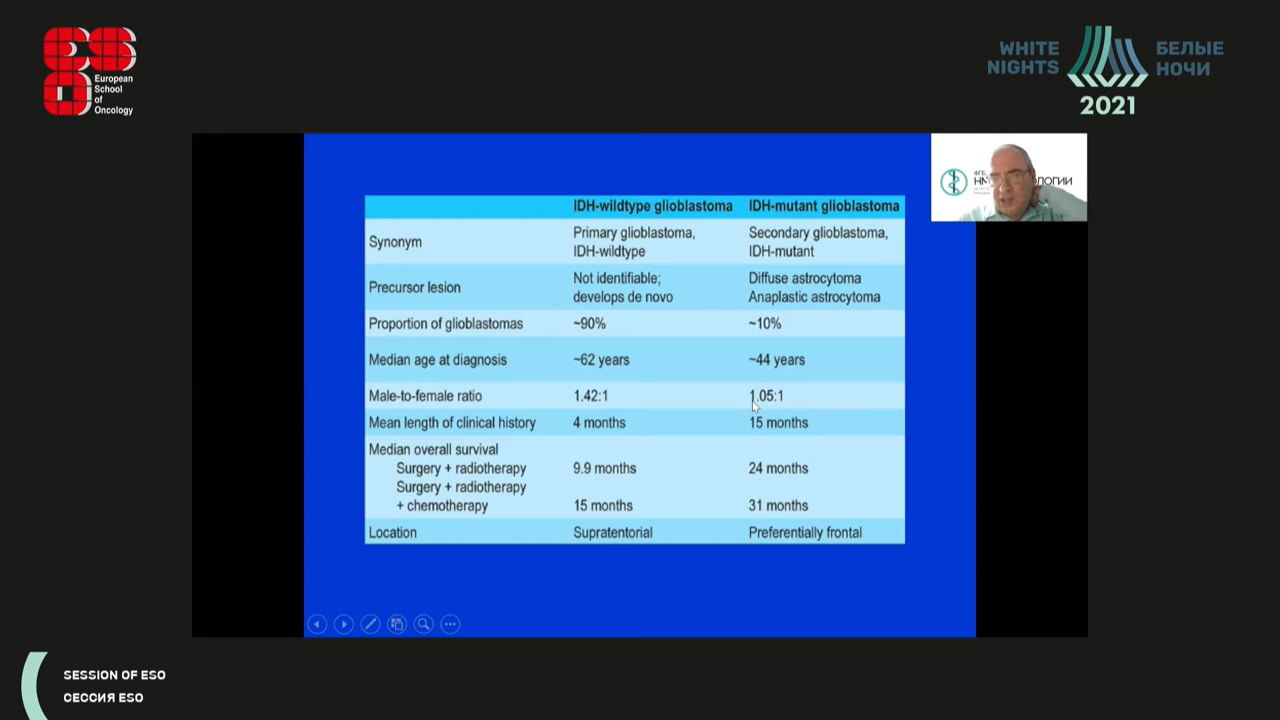 European
School
of
Oncology
WHITE
NIGHTS
БЕЛЫЕ
НОЧИ
2021
IDH-wildtype glioblastoma IDH-mutant glioblastoma
Synonym Primary glioblastoma, IDH-wildtype Secondary glioblastoma, IDH-mutant
Precursor lesion Not identifiable; develops de novo Diffuse astrocytoma Anaplastic astrocytoma
Proportion of glioblastomas ~90% ~10%
Median age at diagnosis ~62 years ~44 years
Male-to-female ratio 1.42:1 1.05:1
Mean length of clinical history 4 months 15 months
Median overall survival
Surgery + radiotherapy 9.9 months 24 months
Surgery + radiotherapy
+ chemotherapy 15 months 31 months
Location Supratentorial Preferentially frontal
SESSION OF ESO
СЕССИЯ ESO